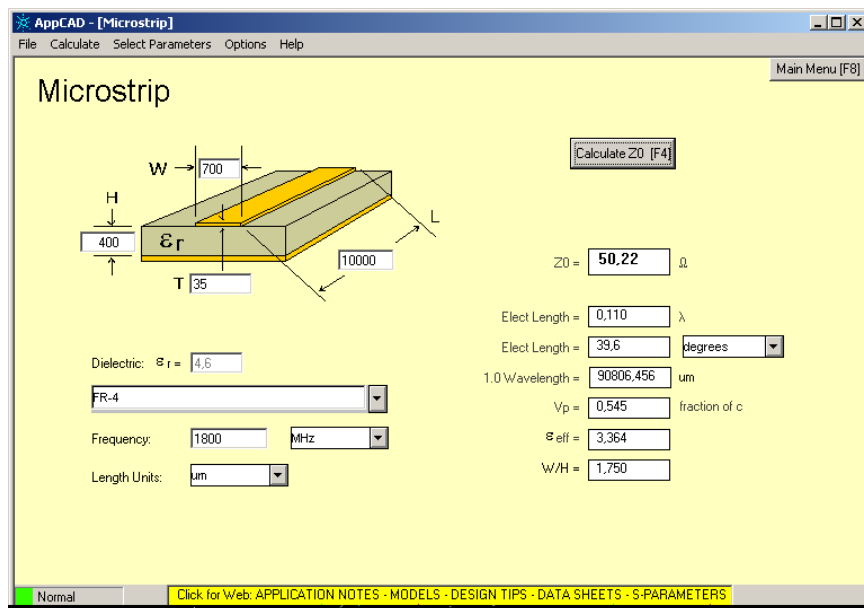 AppCAD - [Microstrip]
File Calculate Select Parameters Options Help
Main Menu [F8]
Microstrip
Calculate Z0 [F4]
W 700
H
L
400
εr
10000
T 35
Z0 = 50,22 Ω
Elect Length = 0,110 λ
Elect Length = 39,6 degrees
1.0 Wavelength = 90806,456 um
Vp = 0,545 fraction of c
εeff = 3,364
W/H = 1,750
Dielectric: εr = 4,6
FR-4
Frequency: 1800 MHz
Length Units: um
Normal
Click for Web: APPLICATION NOTES - MODELS - DESIGN TIPS - DATA SHEETS - S-PARAMETERS